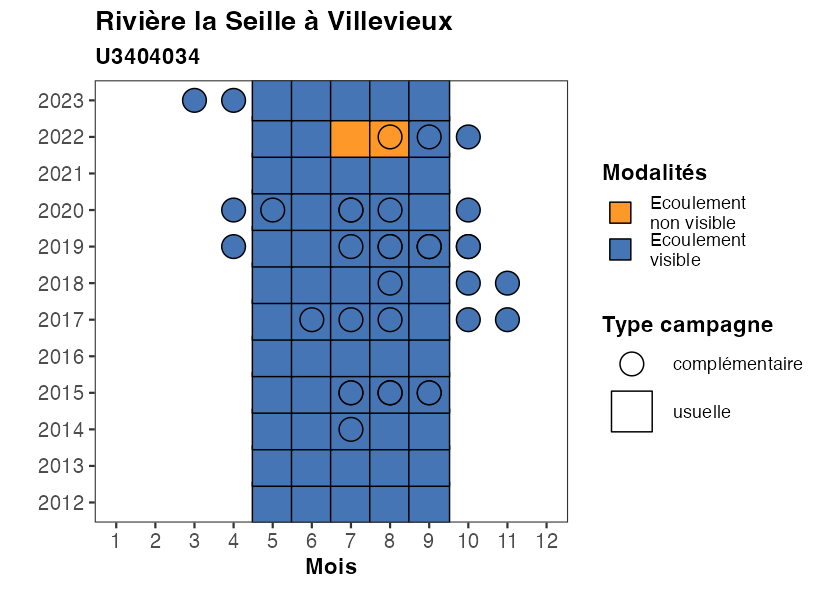 Rivière la Seille à Villevieux
U3404034
2023
2022
2021
2020
2019
2018
2017
2016
2015
2014
2013
2012
1 2 3 4 5 6 7 8 9 10 11 12
Mois
Modalités
Ecoulement
non visible
Ecoulement
visible
Type campagne
complémentaire
usuelle